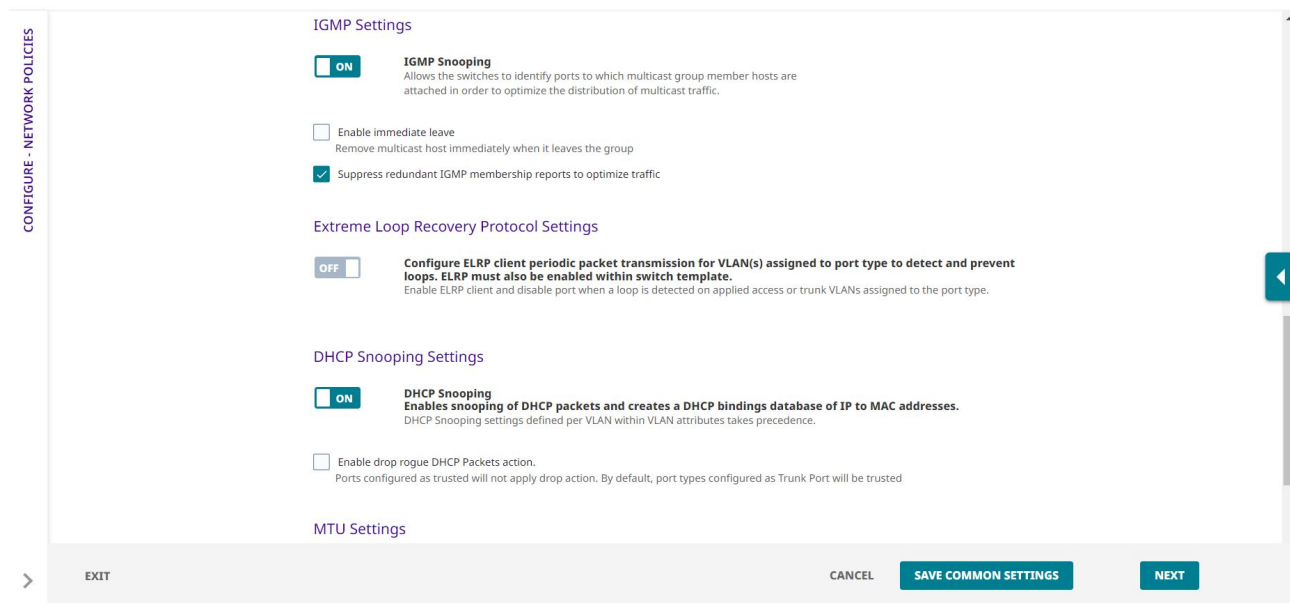 CONFIGURE - NETWORK POLICIES
IGMP Settings
ON
IGMP Snooping
Allows the switches to identify ports to which multicast group member hosts are
attached in order to optimize the distribution of multicast traffic.
Enable immediate leave
Remove multicast host immediately when it leaves the group
Suppress redundant IGMP membership reports to optimize traffic
Extreme Loop Recovery Protocol Settings
OFF
Configure ELRP client periodic packet transmission for VLAN(s) assigned to port type to detect and prevent
loops. ELRP must also be enabled within switch template.
Enable ELRP client and disable port when a loop is detected on applied access or trunk VLANs assigned to the port type.
DHCP Snooping Settings
ON
DHCP Snooping
Enables snooping of DHCP packets and creates a DHCP bindings database of IP to MAC addresses.
DHCP Snooping settings defined per VLAN within VLAN attributes takes precedence.
Enable drop rogue DHCP Packets action.
Ports configured as trusted will not apply drop action. By default, port types configured as Trunk Port will be trusted
MTU Settings
EXIT
CANCEL
SAVE COMMON SETTINGS
NEXT